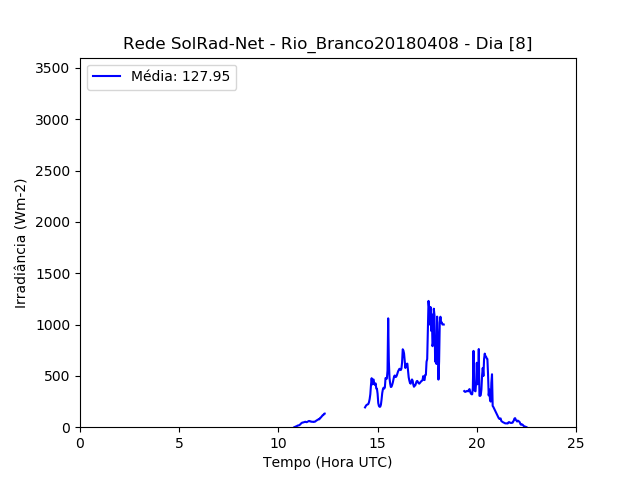 Rede SolRad-Net - Rio_Branco20180408 - Dia [8]
Média: 127.95
Irradiância (Wm-2)
3500
3000
2500
2000
1500
1000
500
0
0 5 10 15 20 25
Tempo (Hora UTC)